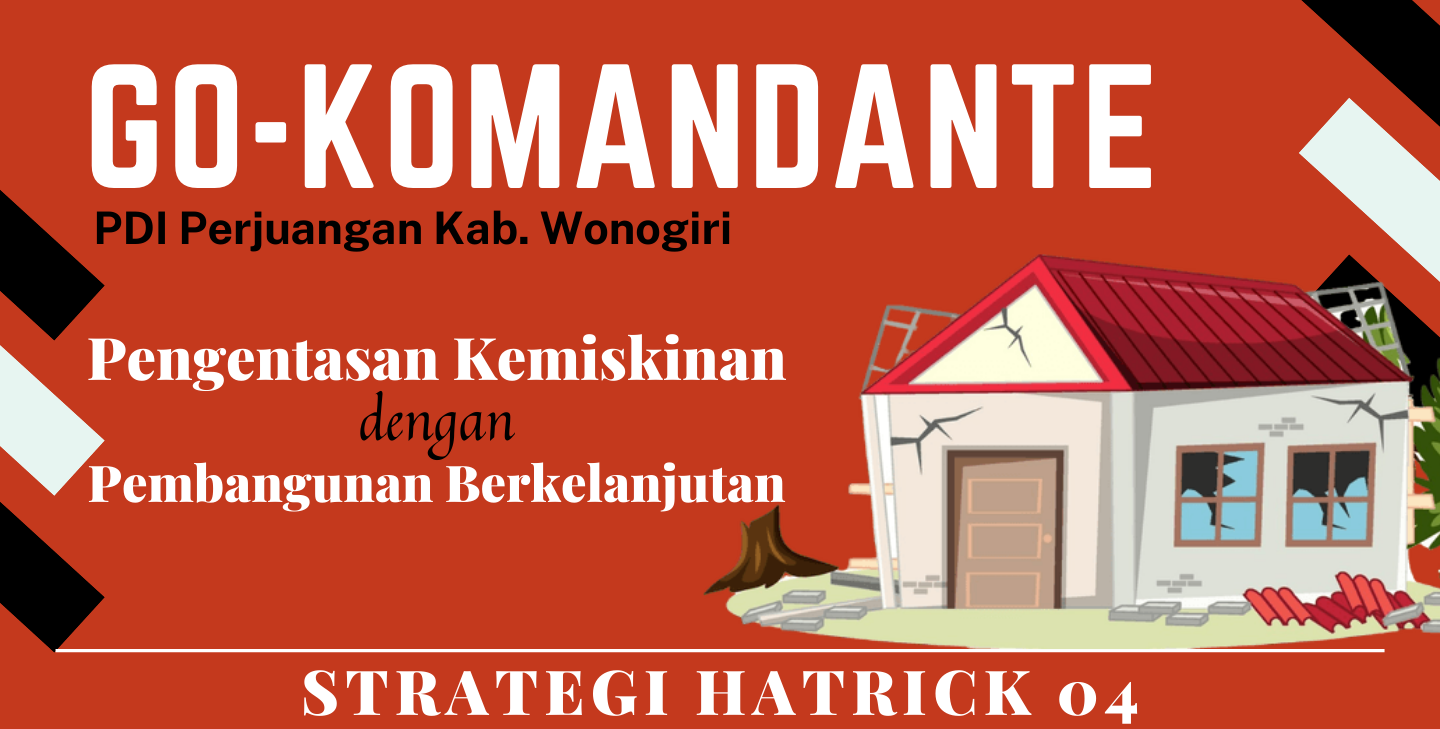 GO-KOMANDANTE
PDI Perjuangan Kab. Wonogiri
Pengentasan Kemiskinan
dengan
Pembangunan Berkelanjutan
STRATEGI HATRICK 04